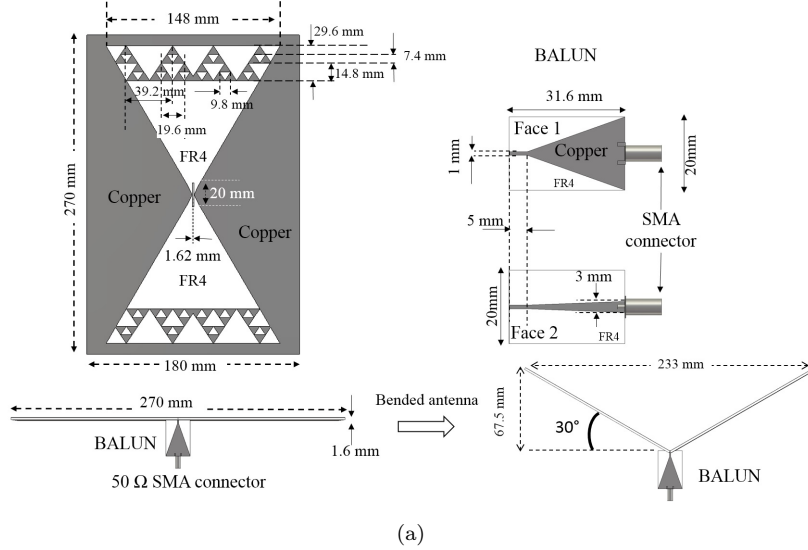 148 mm
29.6 mm
7.4 mm
14.8 mm
39.2 mm
9.8 mm
19.6 mm
FR4
Copper
20 mm
270 mm
Copper
1.62 mm
FR4
180 mm
BALUN
31.6 mm
Face 1
Copper
FR4
1 mm
20mm
5 mm
SMA
connector
3 mm
20mm
Face 2
FR4
270 mm
BALUN
1.6 mm
50 Ω SMA connector
Bended antenna
233 mm
67.5 mm
30°
BALUN
(a)